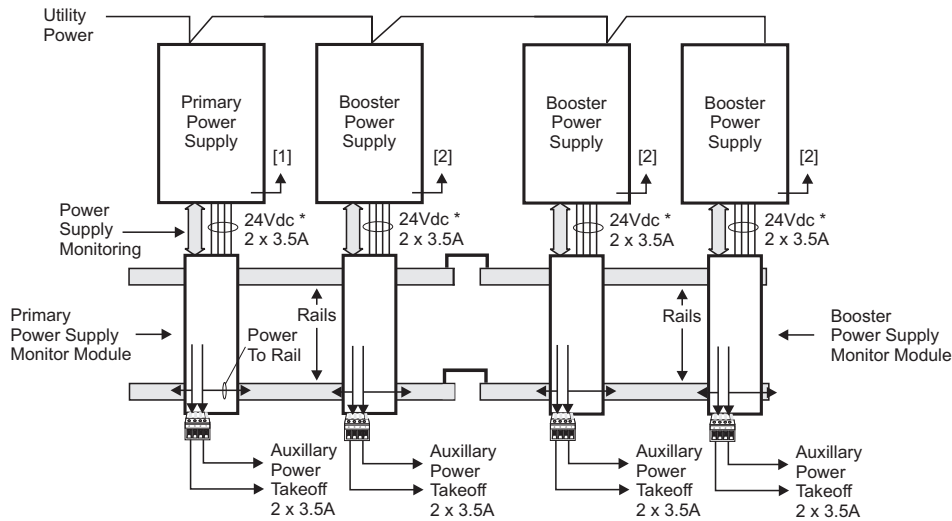 Utility
Power
Primary
Power
Supply
[1]
Booster
Power
Supply
[2]
Booster
Power
Supply
[2]
Booster
Power
Supply
[2]
Power
Supply
Monitoring
24Vdc *
2 x 3.5A
24Vdc *
2 x 3.5A
24Vdc *
2 x 3.5A
24Vdc *
2 x 3.5A
Primary
Power Supply
Monitor Module
Power
To Rail
Rails
Rails
Booster
Power Supply
Monitor Module
Auxillary
Power
Takeoff
2 x 3.5A
Auxillary
Power
Takeoff
2 x 3.5A
Auxillary
Power
Takeoff
2 x 3.5A
Auxillary
Power
Takeoff
2 x 3.5A